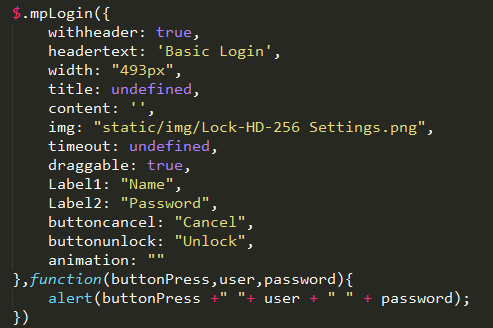 $.mpLogin({
    withheader: true,
    headertext: 'Basic Login',
    width: "493px",
    title: undefined,
    content: '',
    img: "static/img/Lock-HD-256 Settings.png",
    timeout: undefined,
    draggable: true,
    Label1: "Name",
    Label2: "Password",
    buttoncancel: "Cancel",
    buttonunlock: "Unlock",
    animation: ""
},function(buttonPress,user,password){
    alert(buttonPress +" "+ user + " " + password);
})